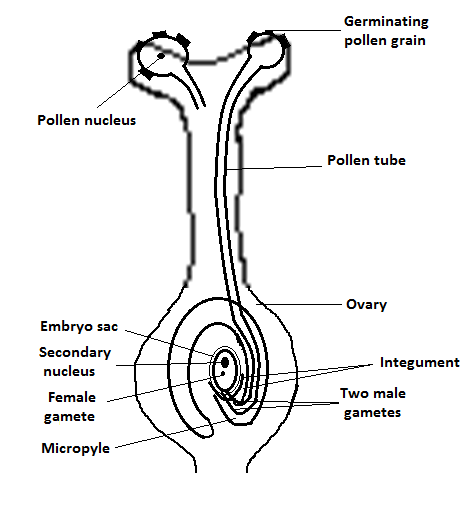 Germinating
pollen grain
Pollen nucleus
Pollen tube
Ovary
Embryo sac
Secondary
nucleus
Integument
Female
gamete
Two male
gametes
Micropyle